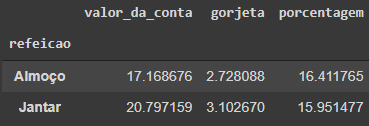 valor_da_conta gorjeta porcentagem
refeicao
Almoço 17.168676 2.728088 16.411765
Jantar 20.797159 3.102670 15.951477